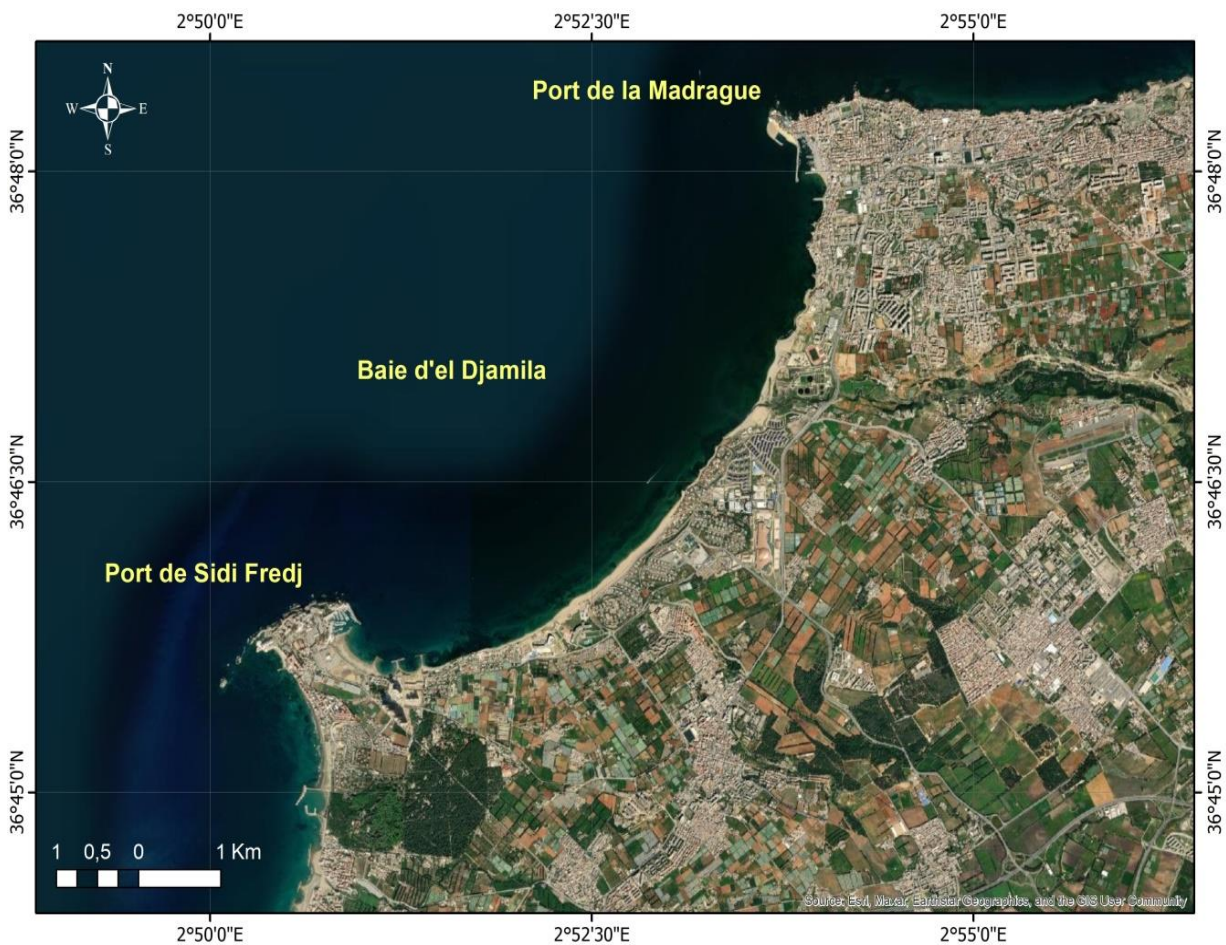 2°50'0"E 2°52'30"E 2°55'0"E
N
W E
S
Port de la Madrague
36°48'0"N 36°48'0"N
Baie d'el Djamila
36°46'30"N 36°46'30"N
Port de Sidi Fredj
36°45'0"N 36°45'0"N
1 0,5 0 1 Km
Source: Esri, Maxar, Earthstar Geographics, and the GIS User Community
2°50'0"E 2°52'30"E 2°55'0"E